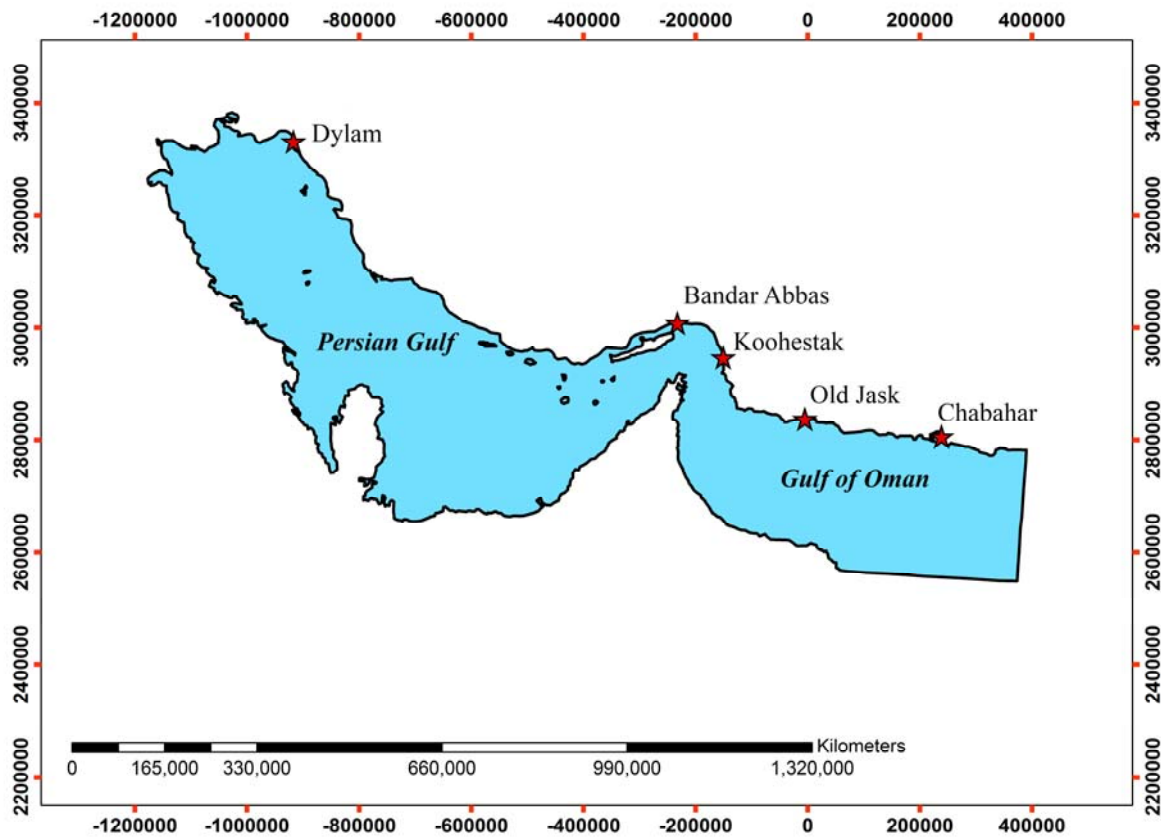 -1200000 -1000000 -800000 -600000 -400000 -200000 0 200000 400000
3400000 3400000
Dylam
3200000 3200000
Bandar Abbas
3000000 3000000
Persian Gulf
Koohestak
Old Jask
Chabahar
2800000 2800000
Gulf of Oman
2600000 2600000
2400000 2400000
Kilometers
0 165,000 330,000 660,000 990,000 1,320,000
2200000 2200000
-1200000 -1000000 -800000 -600000 -400000 -200000 0 200000 400000